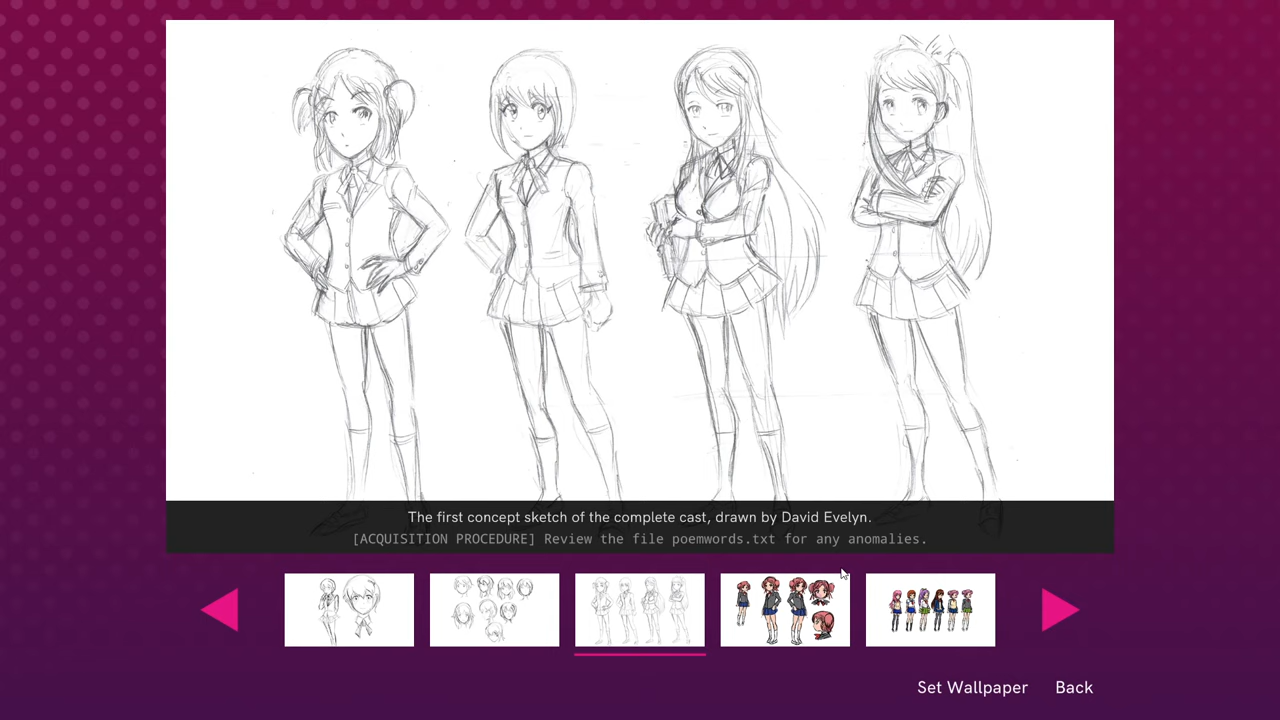 The first concept sketch of the complete cast, drawn by David Evelyn.
[ACQUISITION PROCEDURE] Review the file poemwords.txt for any anomalies.
Set Wallpaper
Back